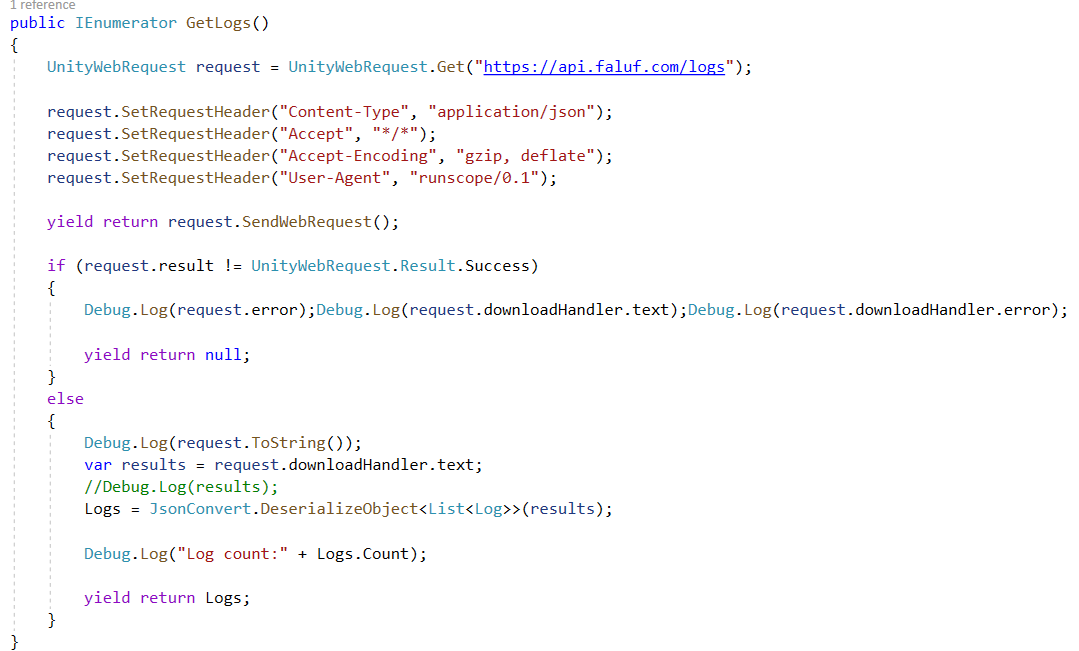 1 reference
public IEnumerator GetLogs()
{
UnityWebRequest request = UnityWebRequest.Get("https://api.faluf.com/logs");
request.SetRequestHeader("Content-Type", "application/json");
request.SetRequestHeader("Accept", "*/*");
request.SetRequestHeader("Accept-Encoding", "gzip, deflate");
request.SetRequestHeader("User-Agent", "runscope/0.1");
yield return request.SendWebRequest();
if (request.result != UnityWebRequest.Result.Success)
{
Debug.Log(request.error);Debug.Log(request.downloadHandler.text);Debug.Log(request.downloadHandler.error);
yield return null;
}
else
{
Debug.Log(request.ToString());
var results = request.downloadHandler.text;
//Debug.Log(results);
Logs = JsonConvert.DeserializeObject<List<Log>>(results);
Debug.Log("Log count:" + Logs.Count);
yield return Logs;
}
}